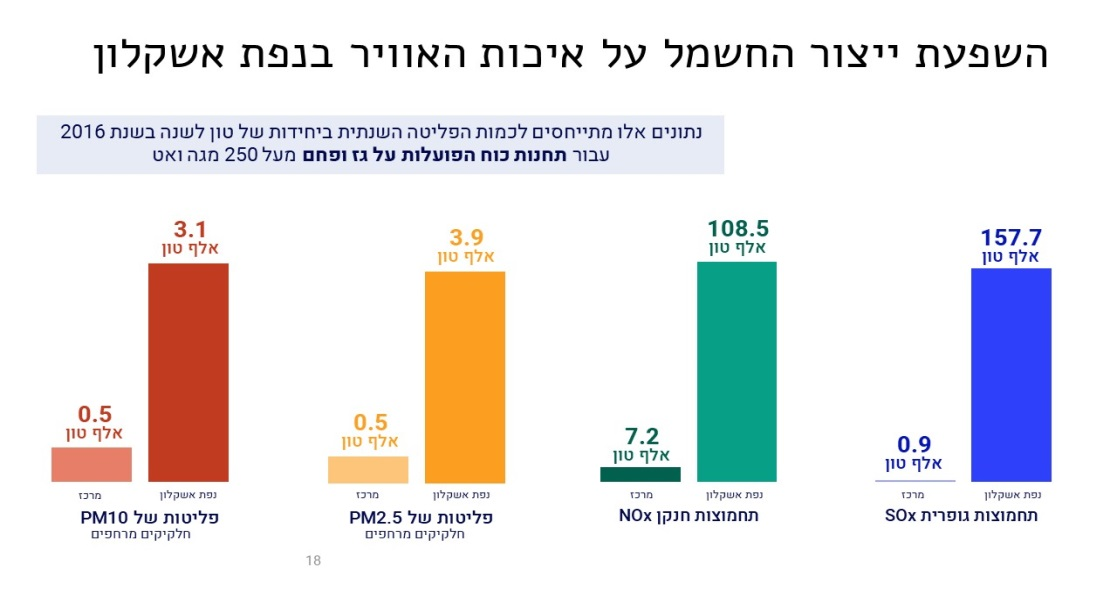 השפעת ייצור החשמל על איכות האוויר בנפת אשקלון
נתונים אלו מתייחסים לכמות הפליטה השנתית ביחידות של טון לשנה בשנת 2016
עבור תחנות כוח הפועלות על גז ופחם מעל 250 מגה ואט
157.7
אלף טון
0.9
אלף טון
נפת אשקלון
מרכז
תחמוצות גופרית SOx
108.5
אלף טון
7.2
אלף טון
נפת אשקלון
מרכז
תחמוצות חנקן NOx
3.9
אלף טון
0.5
אלף טון
נפת אשקלון
מרכז
פליטות של PM2.5
חלקיקים מרחפים
3.1
אלף טון
0.5
אלף טון
נפת אשקלון
מרכז
פליטות של PM10
חלקיקים מרחפים
18